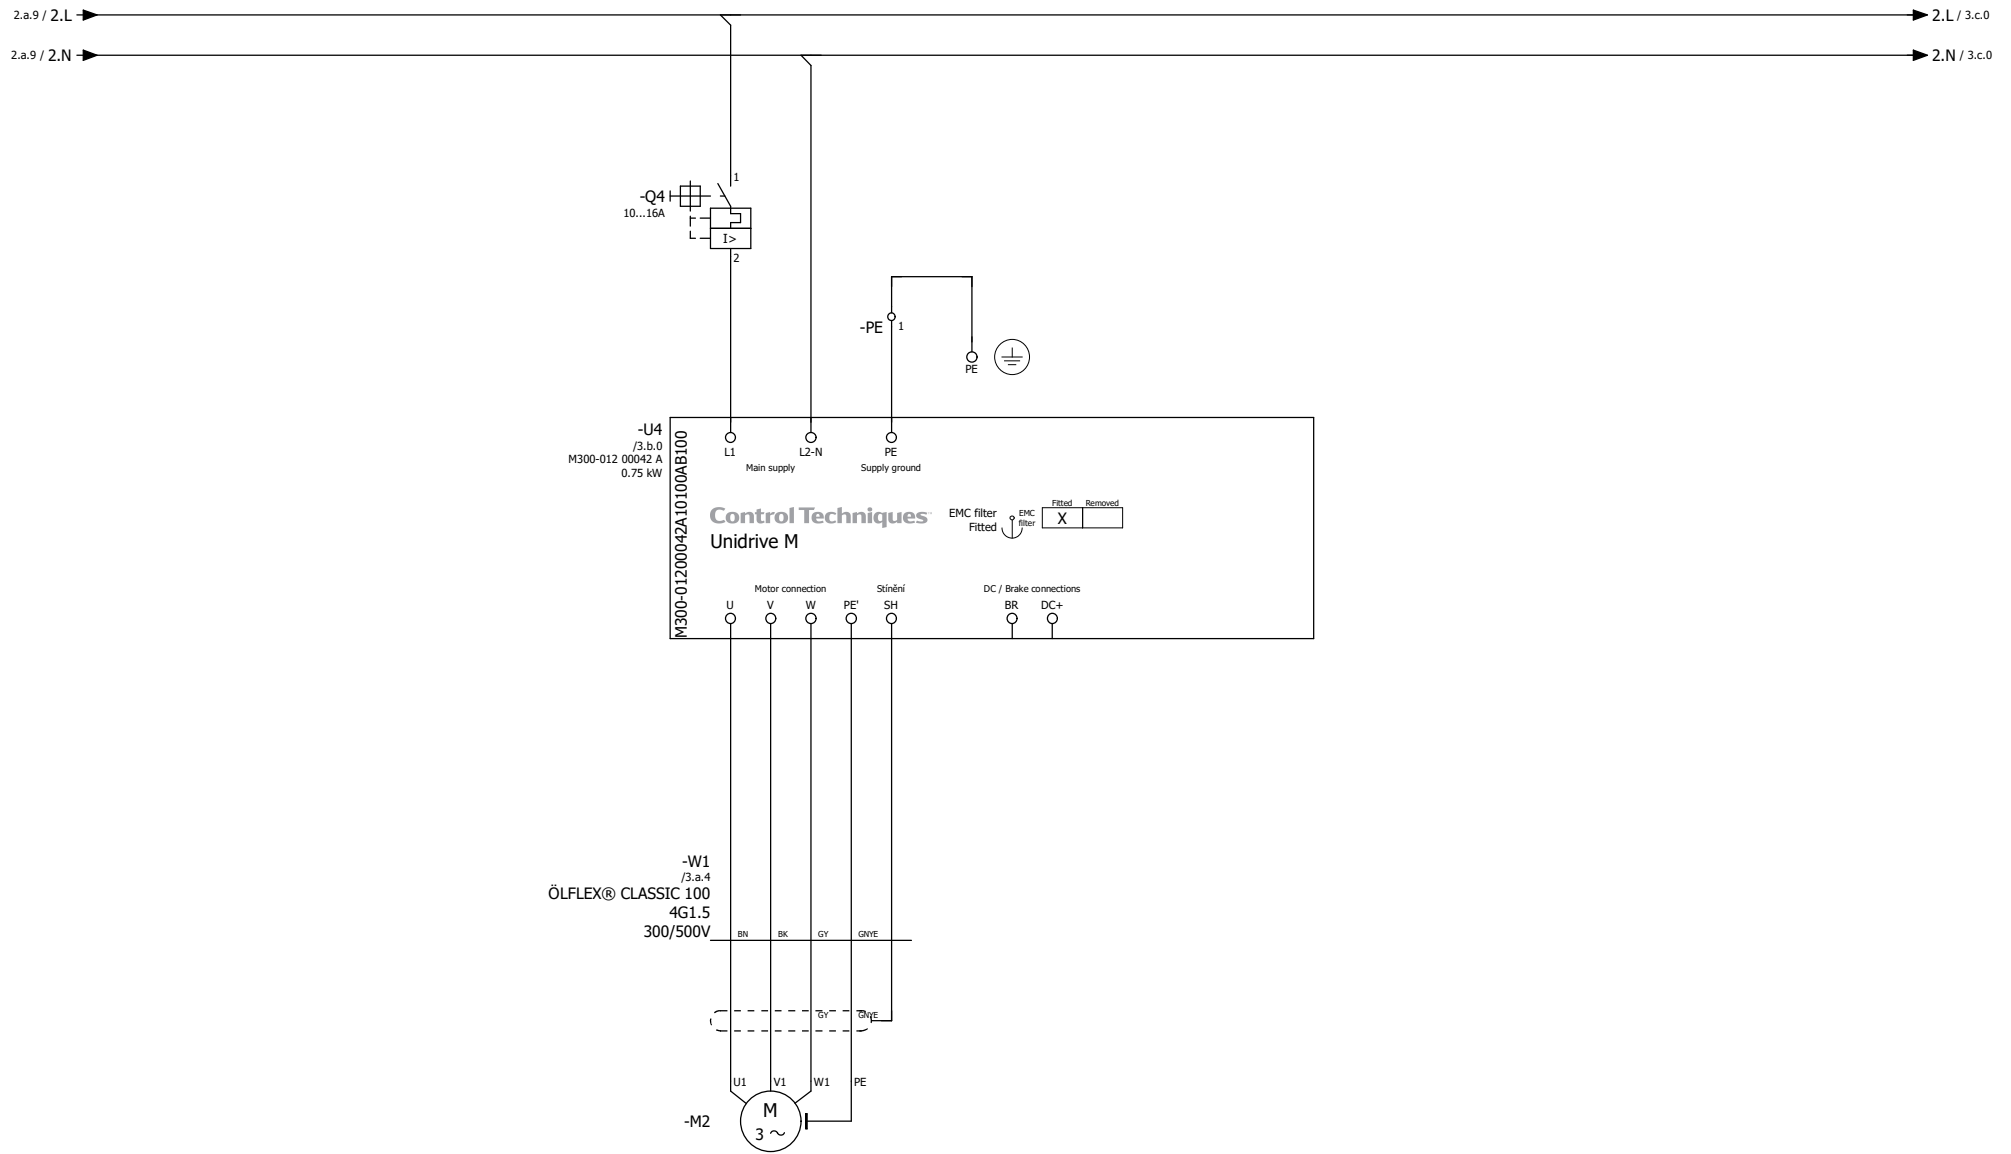 2.a.9 / 2.L
2.L / 3.c.0
2.a.9 / 2.N
2.N / 3.c.0
1
-Q4
10...16A
I>
2
-PE
1
PE
-U4
/3.b.0
M300-012 00042 A
0.75 kW
M300-01200042A10100AB100
L1
L2-N
PE
Main supply
Supply ground
Control Techniques™
Unidrive M
EMC filter
Fitted
EMC
filter
Fitted
Removed
X
Motor connection
Stínění
DC / Brake connections
U
V
W
PE'
SH
BR
DC+
-W1
/3.a.4
ÖLFLEX® CLASSIC 100
4G1.5
300/500V
BN
BK
GY
GNYE
GY
GNYE
U1
V1
W1
PE
-M2
M
3 ~